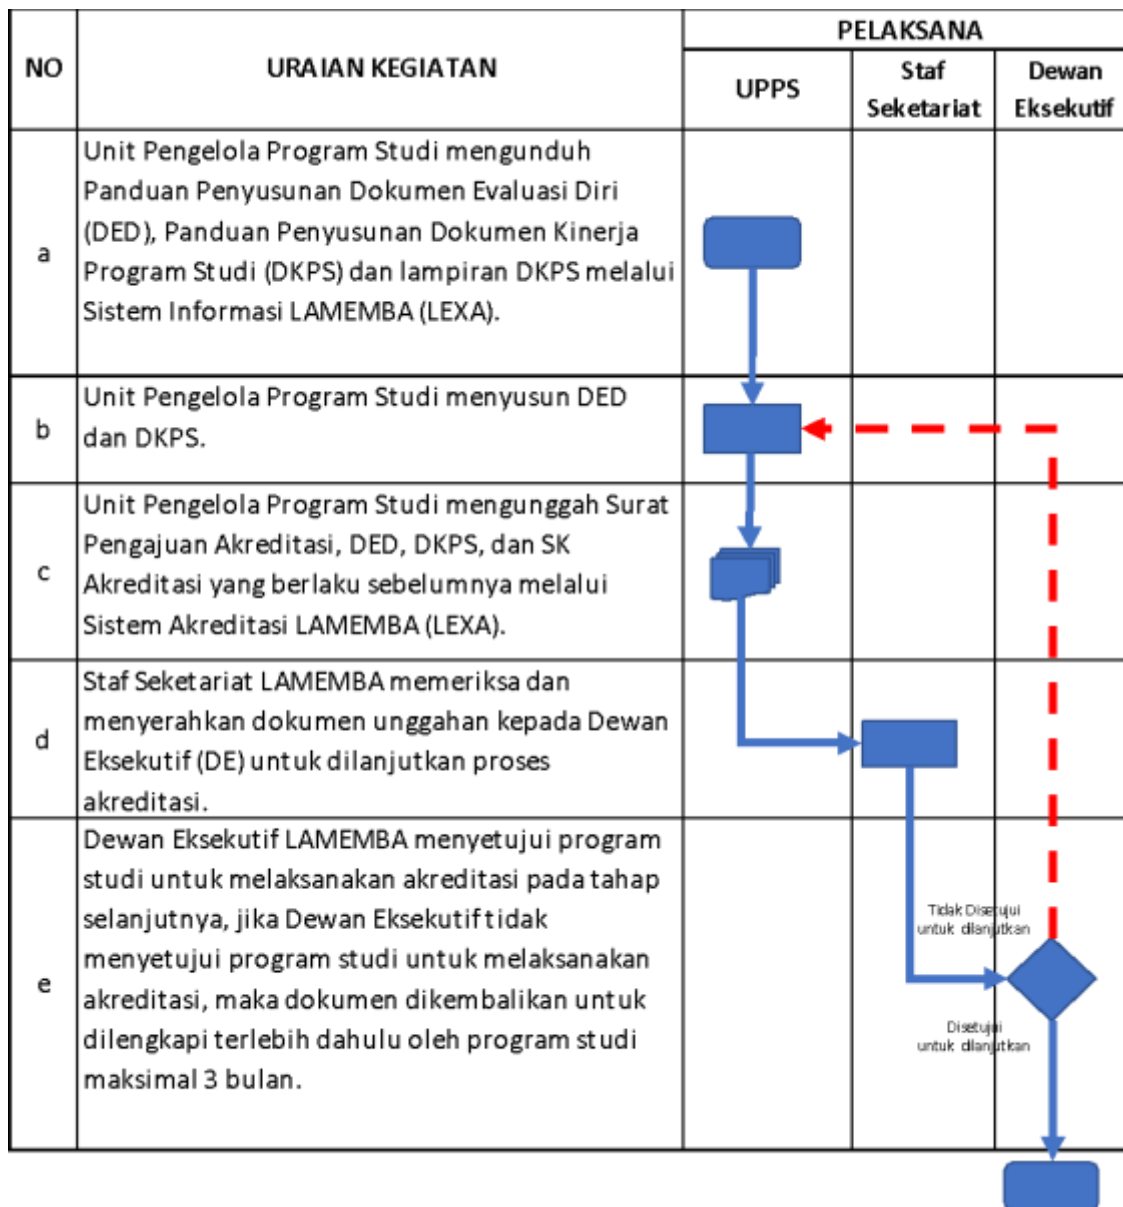 NO
URAIAN KEGIATAN
PELAKSANA
UPPS
Staf
Seketariat
Dewan
Eksekutif
a
Unit Pengelola Program Studi mengunduh
Panduan Penyusunan Dokumen Evaluasi Diri
(DED), Panduan Penyusunan Dokumen Kinerja
Program Studi (DKPS) dan lampiran DKPS melalui
Sistem Informasi LAMEMBA (LEXA).
b
Unit Pengelola Program Studi menyusun DED
dan DKPS.
c
Unit Pengelola Program Studi mengunggah Surat
Pengajuan Akreditasi, DED, DKPS, dan SK
Akreditasi yang berlaku sebelumnya melalui
Sistem Akreditasi LAMEMBA (LEXA).
d
Staf Seketariat LAMEMBA memeriksa dan
menyerahkan dokumen unggahan kepada Dewan
Eksekutif (DE) untuk dilanjutkan proses
akreditasi.
e
Dewan Eksekutif LAMEMBA menyetujui program
studi untuk melaksanakan akreditasi pada tahap
selanjutnya, jika Dewan Eksekutif tidak
menyetujui program studi untuk melaksanakan
akreditasi, maka dokumen dikembalikan untuk
dilengkapi terlebih dahulu oleh program studi
maksimal 3 bulan.
Tidak Disetujui
untuk dilanjutkan
Disetujui
untuk dilanjutkan